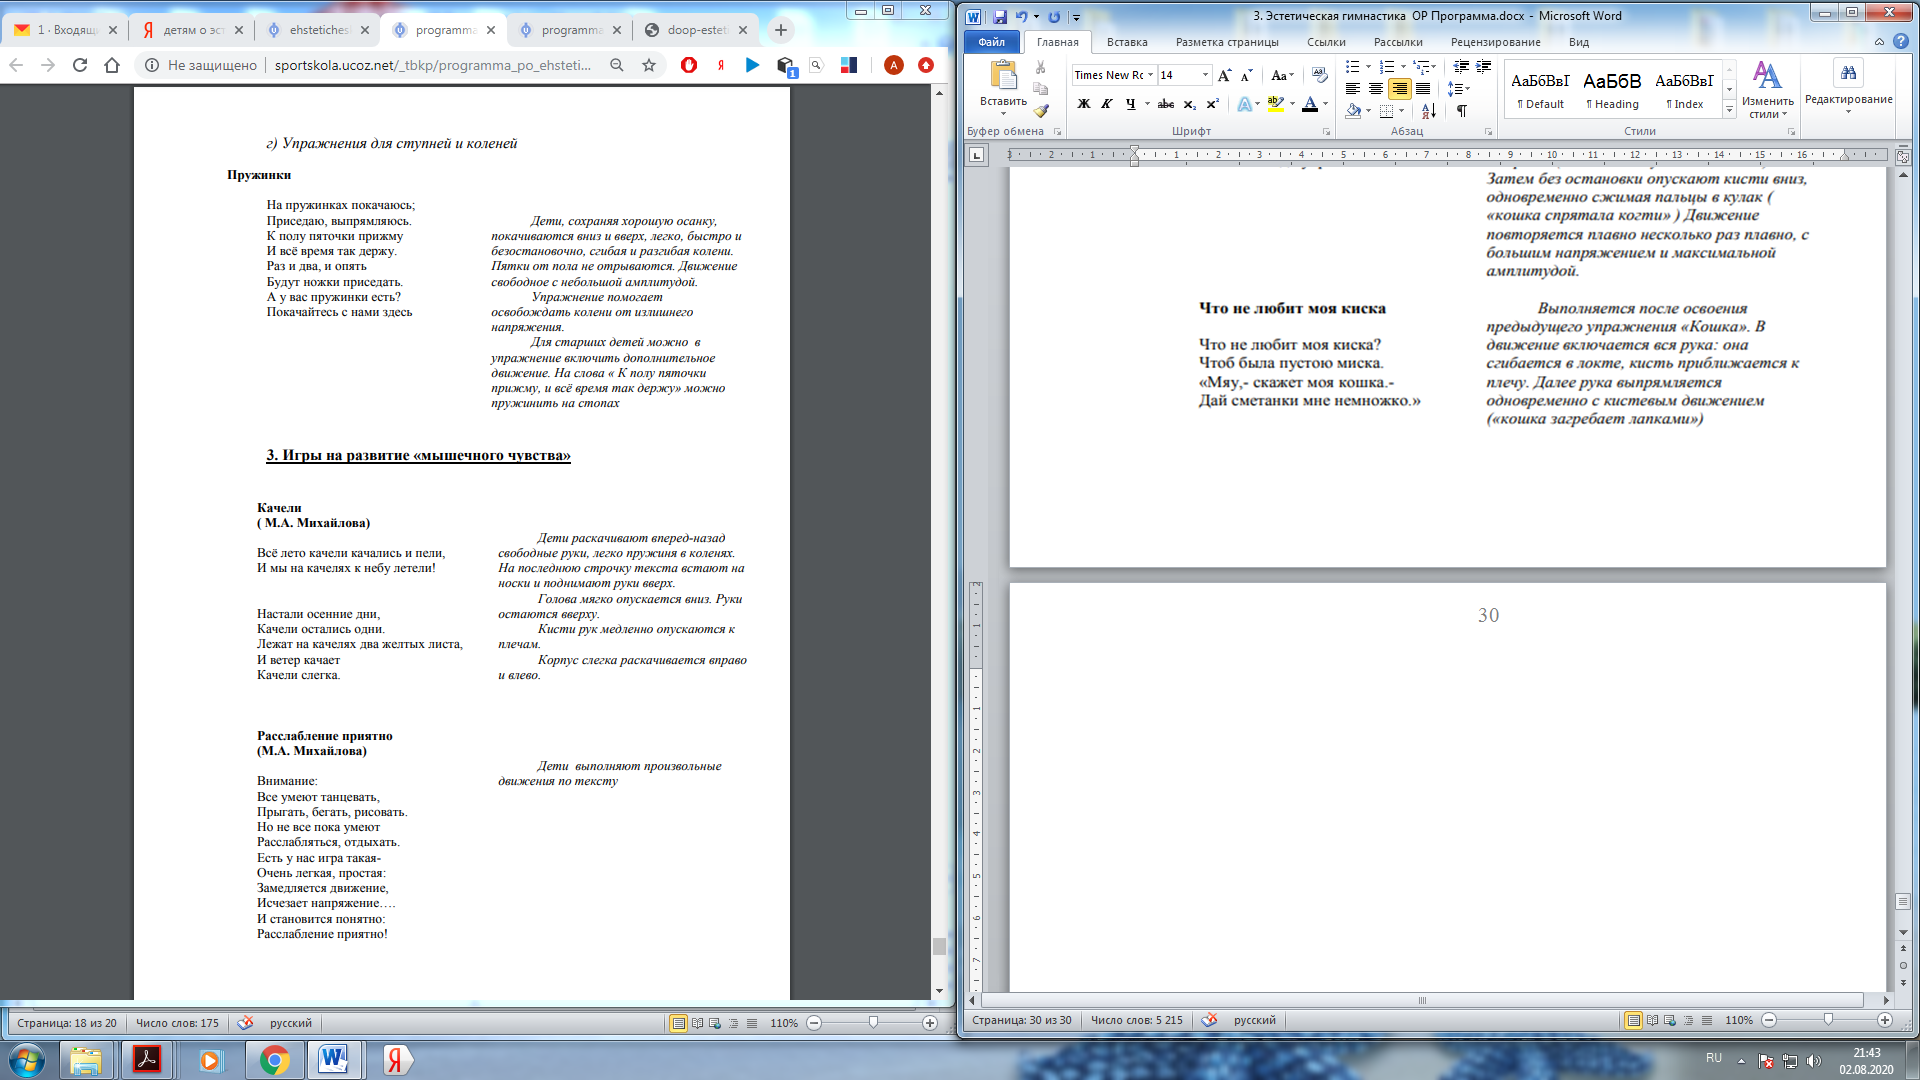 1 · Входящ
детям о эст
ehstetiches
programma
programma
doop-estet
Не защищено
sportskola.ucoz.net/_tbkp/programma_po_ehsteti...
г) Упражнения для ступней и коленей
Пружинки
На пружинках покачаюсь;
Приседаю, выпрямляюсь.
К полу пяточки прижму
И всё время так держу.
Раз и два, и опять
Будут ножки приседать.
А у вас пружинки есть?
Покачайтесь с нами здесь
Дети, сохраняя хорошую осанку,
покачиваются вниз и вверх, легко, быстро и
безостановочно, сгибая и разгибая колени.
Пятки от пола не отрываются. Движение
свободное с небольшой амплитудой.
Упражнение помогает
освобождать колени от излишнего
напряжения.
Для старших детей можно в
упражнение включить дополнительное
движение. На слова « К полу пяточки
прижму, и всё время так держу» можно
пружинить на стопах
3. Игры на развитие «мышечного чувства»
Качели
( М.А. Михайлова)
Всё лето качели качались и пели,
И мы на качелях к небу летели!
Настали осенние дни,
Качели остались одни.
Лежат на качелях два желтых листа,
И ветер качает
Качели слегка.
Дети раскачивают вперед-назад
свободные руки, легко пружиня в коленях.
На последнюю строчку текста встают на
носки и поднимают руки вверх.
Голова мягко опускается вниз. Руки
остаются вверху.
Кисти рук медленно опускаются к
плечам.
Корпус слегка раскачивается вправо
и влево.
Расслабление приятно
(М.А. Михайлова)
Внимание:
Все умеют танцевать,
Прыгать, бегать, рисовать.
Но не все пока умеют
Расслабляться, отдыхать.
Есть у нас игра такая-
Очень легкая, простая:
Замедляется движение,
Исчезает напряжение….
И становится понятно:
Расслабление приятно!
Дети выполняют произвольные
движения по тексту
Страница: 18 из 20
Число слов: 175
русский
110%
3. Эстетическая гимнастика ОР Программа.docx - Microsoft Word
Файл
Главная
Вставка
Разметка страницы
Ссылки
Рассылки
Рецензирование
Вид
Вставить
Буфер обмена
Times New Rc
14
Шрифт
Абзац
АаБбВвГг
¶ Default
АаБбВ
¶ Heading
АаБбВвГг
¶ Index
Изменить
стили
Стили
Редактирование
Затем без остановки опускают кисти вниз,
одновременно сжимая пальцы в кулак (
«кошка спрятала когти» ) Движение
повторяется плавно несколько раз плавно, с
большим напряжением и максимальной
амплитудой.
Что не любит моя киска
Что не любит моя киска?
Чтоб была пустою миска.
«Мяу,- скажет моя кошка.-
Дай сметанки мне немножко.»
Выполняется после освоения
предыдущего упражнения «Кошка». В
движение включается вся рука: она
сгибается в локте, кисть приближается к
плечу. Далее рука выпрямляется
одновременно с кистевым движением
(«кошка загребает лапками»)
30
Страница: 30 из 30
Число слов: 5 215
русский
110%
RU
21:43
02.08.2020